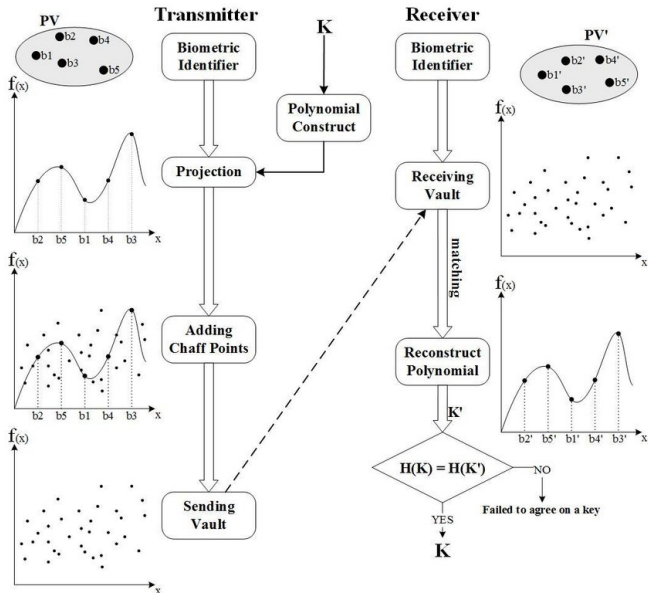 PV
b2
b4
b1
b3
b5
f(x)
b2 b5 b1 b4 b3
x
f(x)
b2 b5 b1 b4 b3
x
f(x)
x
Transmitter
Biometric
Identifier
K
Polynomial
Construct
Projection
Adding
Chaff Points
Sending
Vault
Receiver
Biometric
Identifier
Receiving
Vault
matching
Reconstruct
Polynomial
K'
H(K) = H(K')
NO
Failed to agree on a key
YES
K
PV'
b2'
b4'
b1'
b3'
b5'
f(x)
x
f(x)
b2' b5' b1' b4' b3'
x